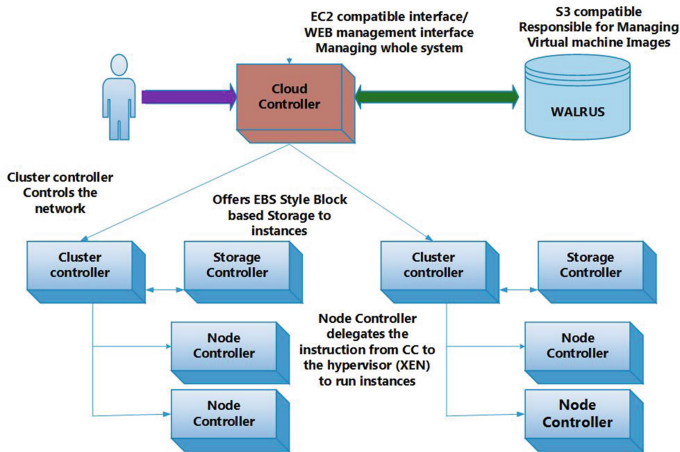 EC2 compatible interface/
WEB management interface
Managing whole system
S3 compatible
Responsible for Managing
Virtual machine Images
Cloud
Controller
WALRUS
Cluster controller
Controls the
network
Offers EBS Style Block
based Storage to
instances
Cluster
controller
Storage
Controller
Cluster
controller
Storage
Controller
Node Controller
delegates the
instruction from CC to
the hypervisor (XEN)
to run instances
Node
Controller
Node
Controller
Node
Controller
Node
Controller